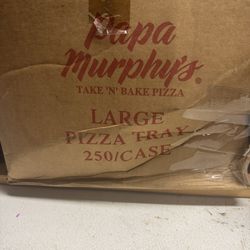 Papa
Murphy's®
TAKE 'N' BAKE PIZZA
LARGE
PIZZA TRAY
250/CASE